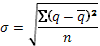 σ = √(Σ(q − q̅)² / n)